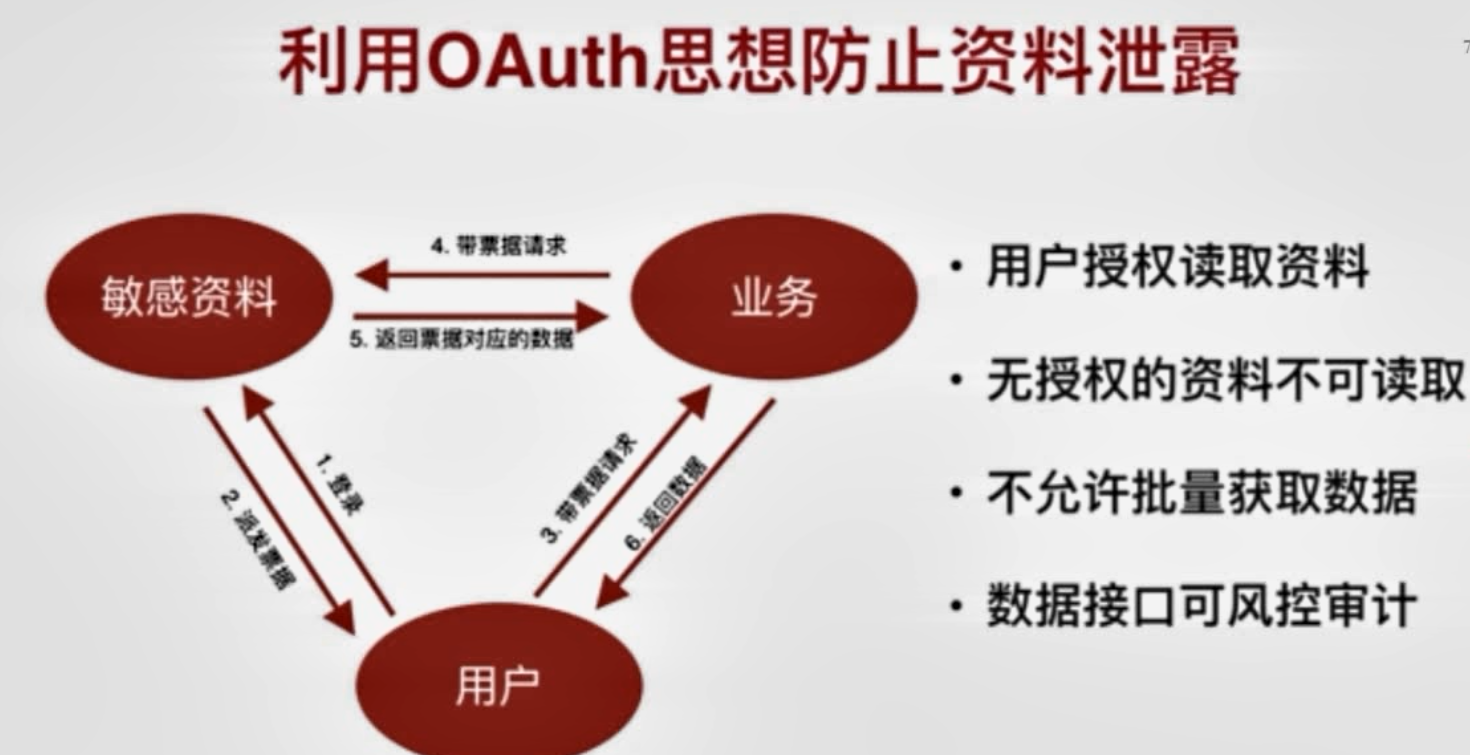 利用OAuth思想防止资料泄露
7
敏感资料
4. 带票据请求
5. 返回票据对应的数据
业务
1. 登录
2. 派发票据
3. 带票据请求
6. 返回数据
用户
• 用户授权读取资料
• 无授权的资料不可读取
• 不允许批量获取数据
• 数据接口可风控审计